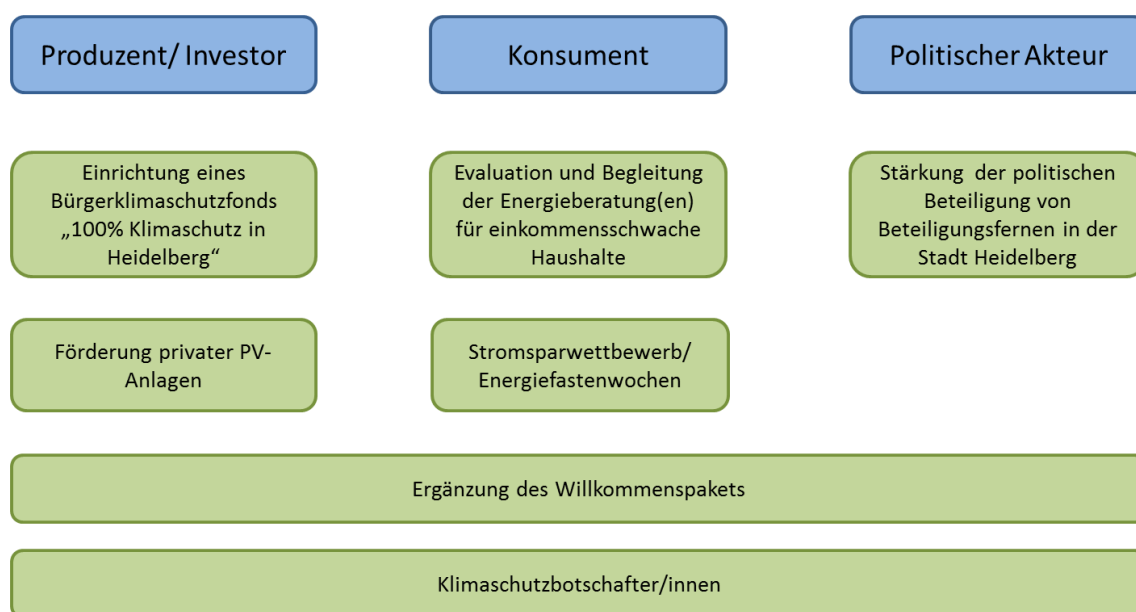 Produzent/ Investor
Konsument
Politischer Akteur
Einrichtung eines
Bürgerklimaschutzfonds
„100% Klimaschutz in
Heidelberg“
Evaluation und Begleitung
der Energieberatung(en)
für einkommensschwache
Haushalte
Stärkung der politischen
Beteiligung von
Beteiligungsfernen in der
Stadt Heidelberg
Förderung privater PV-
Anlagen
Stromsparwettbewerb/
Energiefastenwochen
Ergänzung des Willkommenspakets
Klimaschutzbotschafter/innen